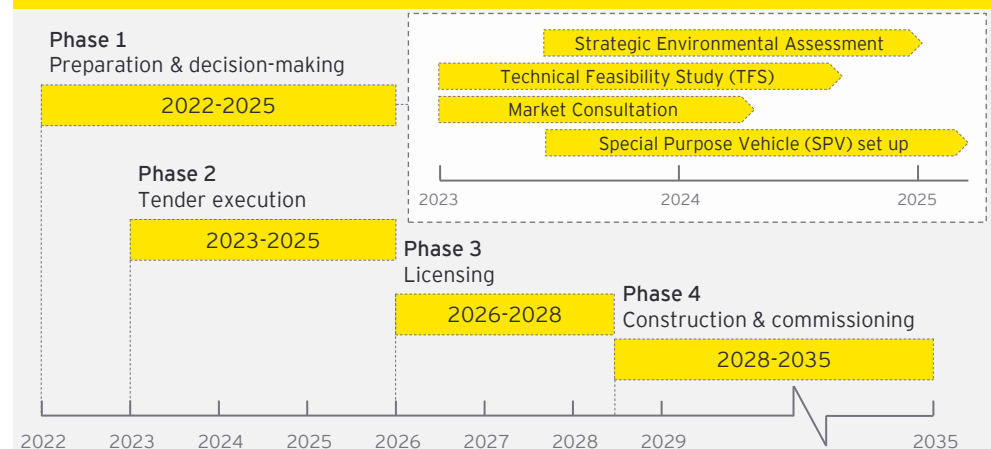 Phase 1
Preparation & decision-making
2022-2025
Strategic Environmental Assessment
Technical Feasibility Study (TFS)
Market Consultation
Special Purpose Vehicle (SPV) set up
2023
2024
2025
Phase 2
Tender execution
2023-2025
Phase 3
Licensing
2026-2028
Phase 4
Construction & commissioning
2028-2035
2022
2023
2024
2025
2026
2027
2028
2029
2035